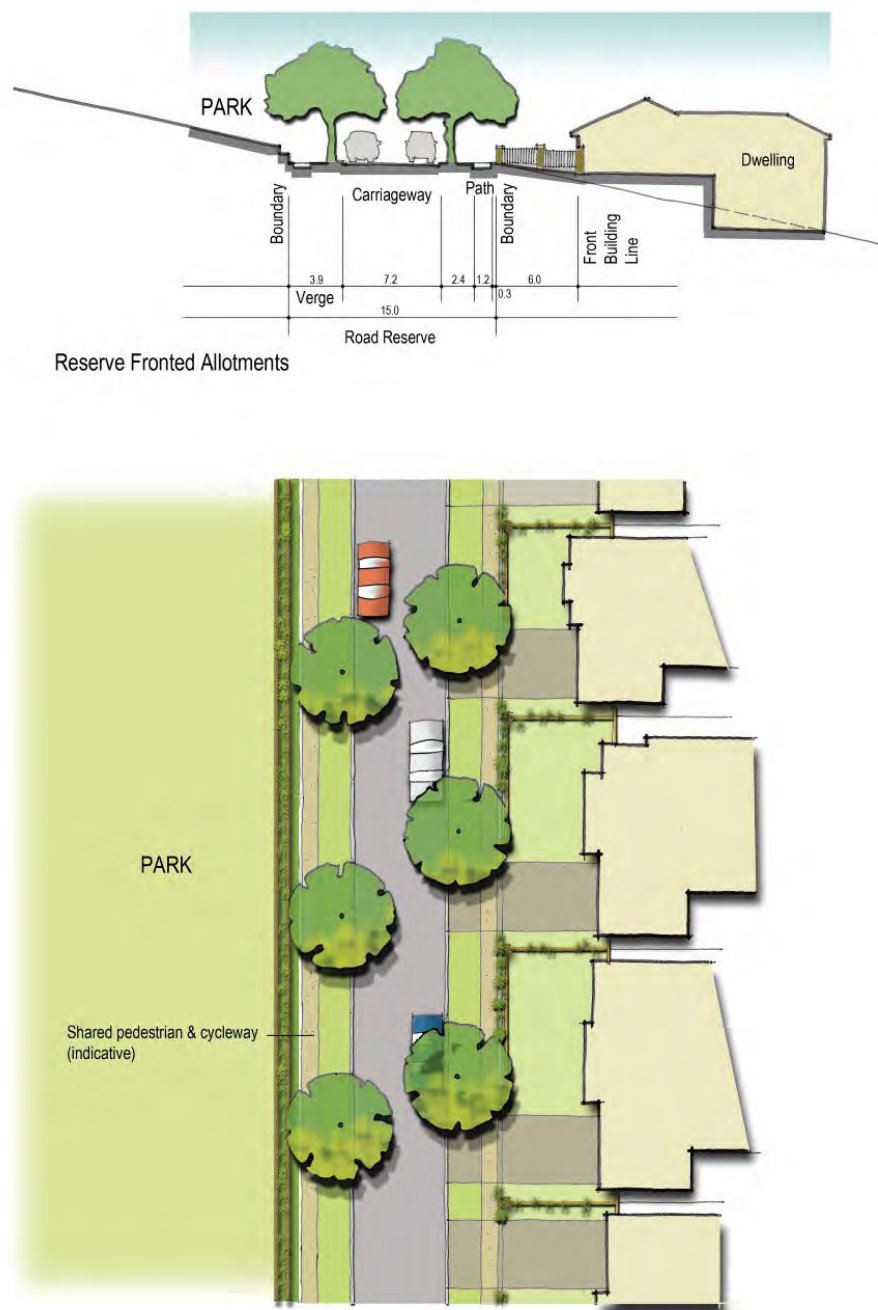 PARK
Dwelling
Boundary
Carriageway
Path
Boundary
Front
Building
Line
3.9
7.2
2.4
1.2
6.0
0.3
Verge
15.0
Road Reserve
Reserve Fronted Allotments
PARK
Shared pedestrian & cycleway
(indicative)